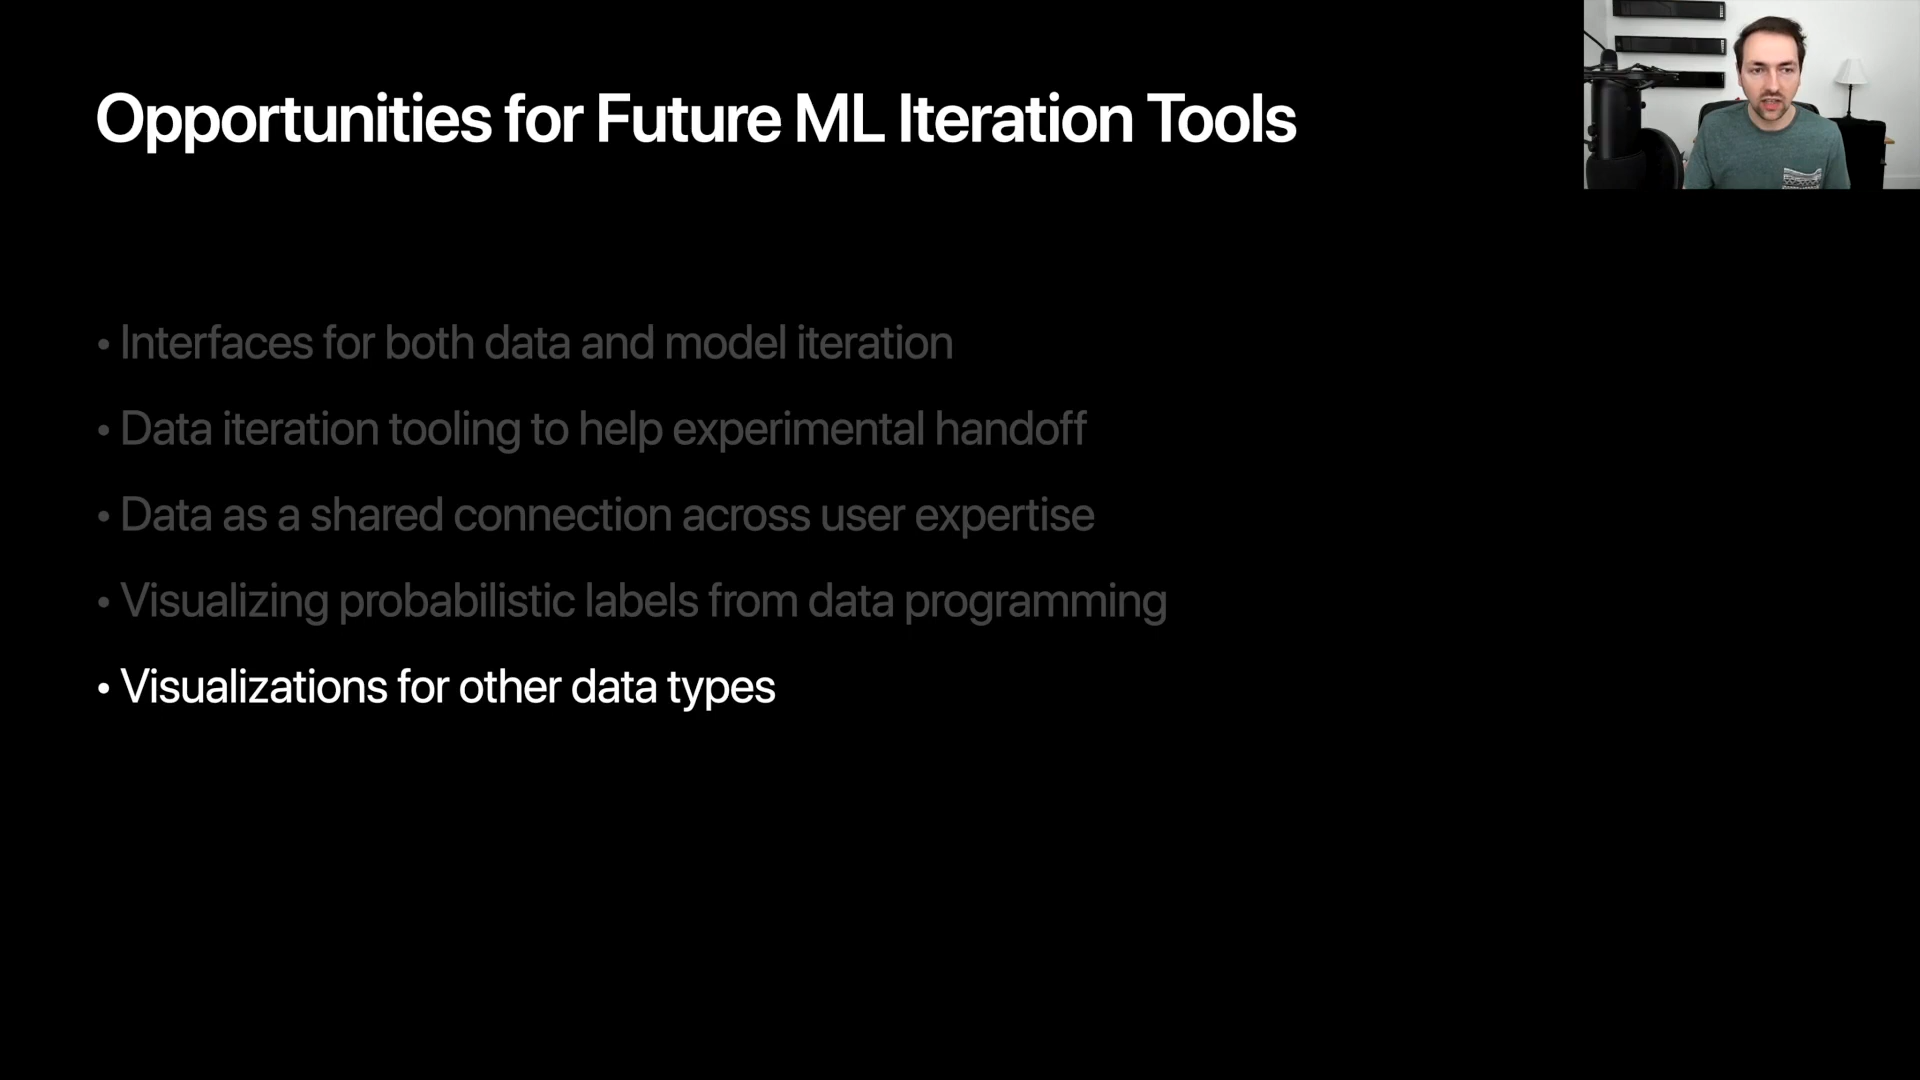 Opportunities for Future ML Iteration Tools
• Interfaces for both data and model iteration
• Data iteration tooling to help experimental handoff
• Data as a shared connection across user expertise
• Visualizing probabilistic labels from data programming
• Visualizations for other data types